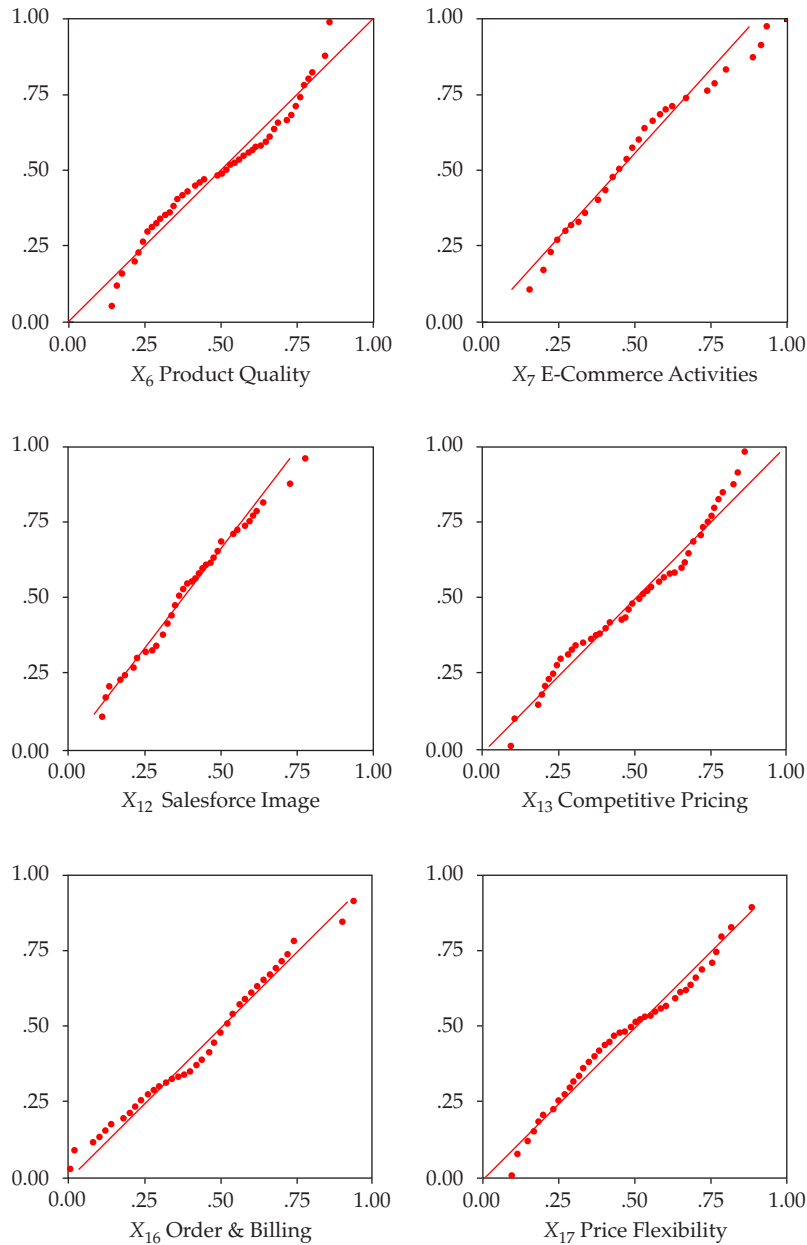 1.00 1.00
.75 .75
.50 .50
.25 .25
0.00 0.00
0.00 .25 .50 .75 1.00 0.00 .25 .50 .75 1.00
X6 Product Quality X7 E-Commerce Activities
1.00 1.00
.75 .75
.50 .50
.25 .25
0.00 0.00
0.00 .25 .50 .75 1.00 0.00 .25 .50 .75 1.00
X12 Salesforce Image X13 Competitive Pricing
1.00 1.00
.75 .75
.50 .50
.25 .25
0.00 0.00
0.00 .25 .50 .75 1.00 0.00 .25 .50 .75 1.00
X16 Order & Billing X17 Price Flexibility